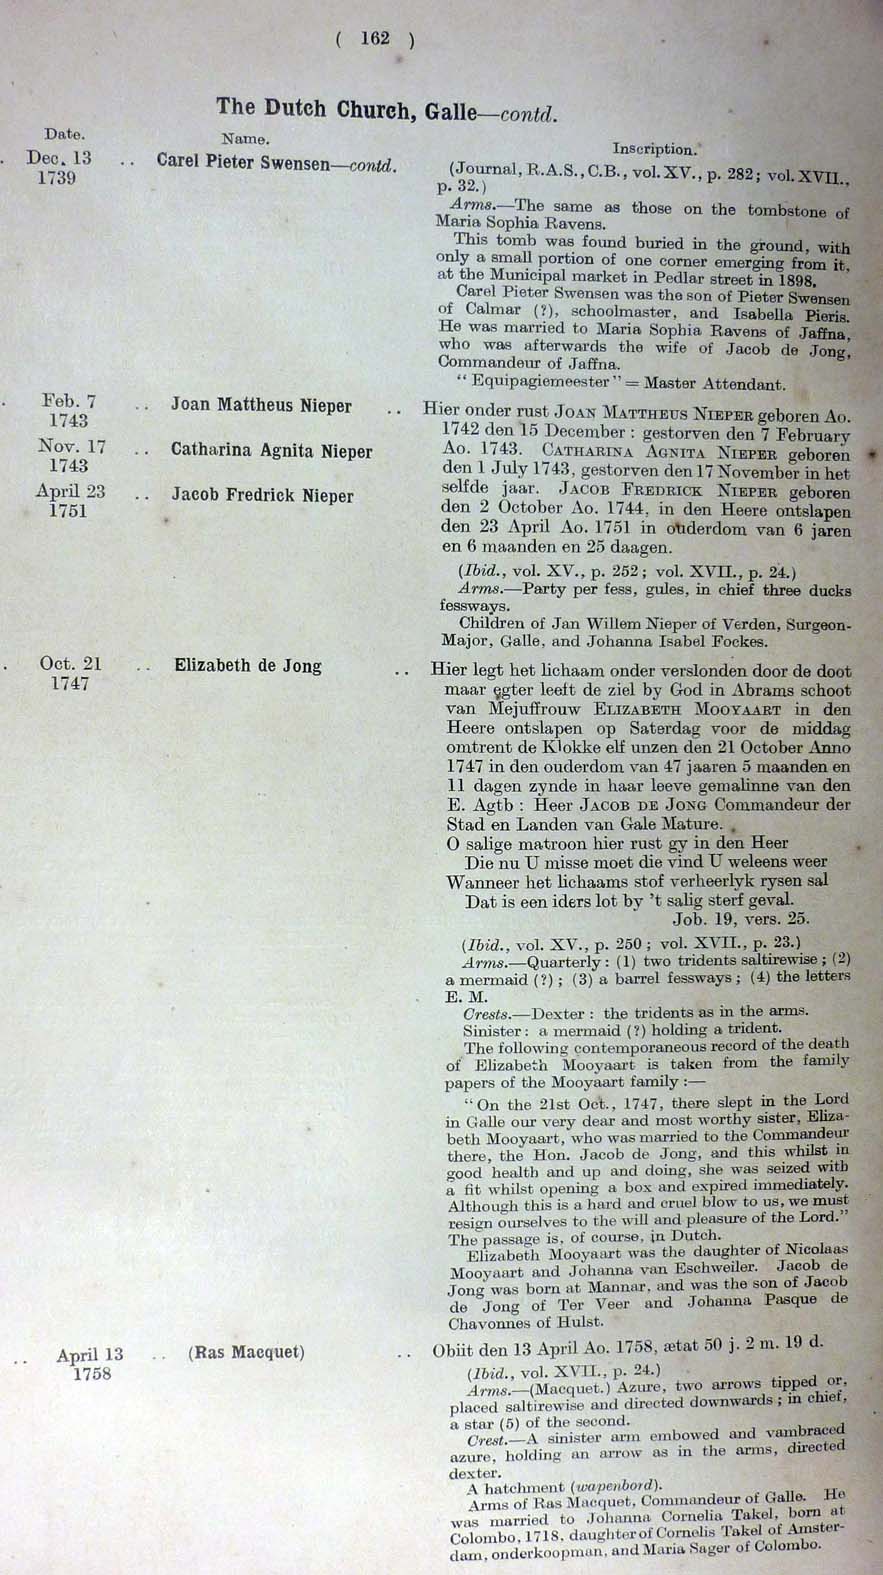 ( 162 )
The Dutch Church, Galle—contd.
Date. Name. Inscription.
Dec. 13 1739 .. Carel Pieter Swensen—contd.
(Journal, R.A.S., C.B., vol. XV., p. 282; vol. XVII.,
p. 32.)
Arms.—The same as those on the tombstone of
Maria Sophia Ravens.
This tomb was found buried in the ground, with
only a small portion of one corner emerging from it,
at the Municipal market in Pedlar street in 1898.
Carel Pieter Swensen was the son of Pieter Swensen
of Calmar (?), schoolmaster, and Isabella Pieris.
He was married to Maria Sophia Ravens of Jaffna,
who was afterwards the wife of Jacob de Jong,
Commandeur of Jaffna.
“ Equipagiemeester ” = Master Attendant.
Feb. 7 1743 .. Joan Mattheus Nieper ..
Nov. 17 1743 .. Catharina Agnita Nieper
April 23 1751 .. Jacob Fredrick Nieper
Hier onder rust JOAN MATTHEUS NIEPER geboren Ao.
1742 den 15 December : gestorven den 7 February
Ao. 1743. CATHARINA AGNITA NIEPER geboren
den 1 July 1743, gestorven den 17 November in het
selfde jaar. JACOB FREDRICK NIEPER geboren
den 2 October Ao. 1744, in den Heere ontslapen
den 23 April Ao. 1751 in ouderdom van 6 jaren
en 6 maanden en 25 daagen.
(Ibid., vol. XV., p. 252; vol. XVII., p. 24.)
Arms.—Party per fess, gules, in chief three ducks
fessways.
Children of Jan Willem Nieper of Verden, Surgeon-
Major, Galle, and Johanna Isabel Fockes.
Oct. 21 1747 .. Elizabeth de Jong ..
Hier legt het lichaam onder verslonden door de doot
maar egter leeft de ziel by God in Abrams schoot
van Mejuffrouw ELIZABETH MOOYAART in den
Heere ontslapen op Saterdag voor de middag
omtrent de Klokke elf unzen den 21 October Anno
1747 in den ouderdom van 47 jaaren 5 maanden en
11 dagen zynde in haar leeve gemalinne van den
E. Agtb : Heer JACOB DE JONG Commandeur der
Stad en Landen van Gale Mature.
O salige matroon hier rust gy in den Heer
Die nu U misse moet die vind U weleens weer
Wanneer het lichaams stof verheerlyk rysen sal
Dat is een iders lot by 't salig sterf geval.
Job. 19, vers. 25.
(Ibid., vol. XV., p. 250 ; vol. XVII., p. 23.)
Arms.—Quarterly : (1) two tridents saltirewise ; (2)
a mermaid (?) ; (3) a barrel fessways ; (4) the letters
E. M.
Crests.—Dexter : the tridents as in the arms.
Sinister : a mermaid (?) holding a trident.
The following contemporaneous record of the death
of Elizabeth Mooyaart is taken from the family
papers of the Mooyaart family :—
“ On the 21st Oct., 1747, there slept in the Lord
in Galle our very dear and most worthy sister, Eliza-
beth Mooyaart, who was married to the Commandeur
there, the Hon. Jacob de Jong, and this whilst in
good health and up and doing, she was seized with
a fit whilst opening a box and expired immediately.
Although this is a hard and cruel blow to us, we must
resign ourselves to the will and pleasure of the Lord.”
The passage is, of course, in Dutch.
Elizabeth Mooyaart was the daughter of Nicolaas
Mooyaart and Johanna van Eschweiler. Jacob de
Jong was born at Mannar, and was the son of Jacob
de Jong of Ter Veer and Johanna Pasque de
Chavonnes of Hulst.
.. April 13 1758 .. (Ras Macquet) ..
Obiit den 13 April Ao. 1758, ætat 50 j. 2 m. 19 d.
(Ibid., vol. XVII., p. 24.)
Arms.—(Macquet.) Azure, two arrows tipped or,
placed saltirewise and directed downwards ; in chief,
a star (5) of the second.
Crest.—A sinister arm embowed and vambraced
azure, holding an arrow as in the arms, directed
dexter.
A hatchment (wapenbord).
Arms of Ras Macquet, Commandeur of Galle. He
was married to Johanna Cornelia Takel, born at
Colombo, 1718, daughter of Cornelis Takel of Amster-
dam, onderkoopman, and Maria Sager of Colombo.